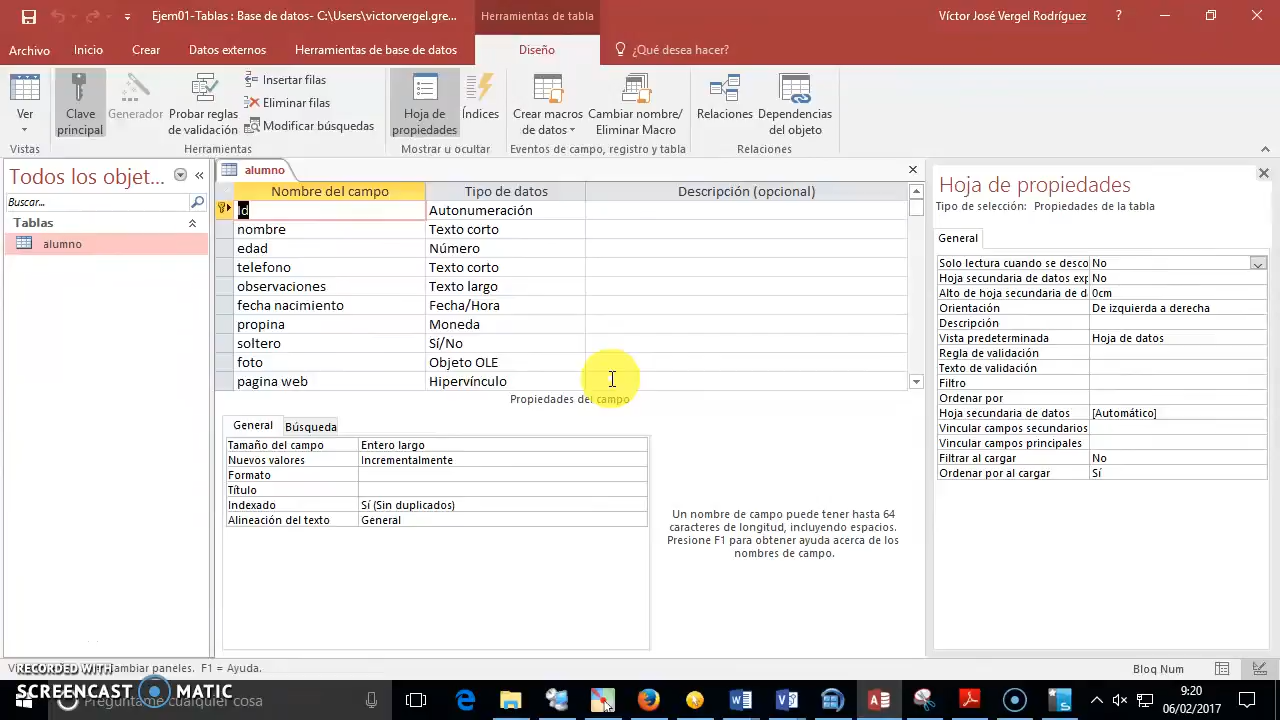 Ejem01-Tablas : Base de datos- C:\Users\victorvergel.gre...
Herramientas de tabla
Víctor José Vergel Rodríguez
?
Archivo
Inicio
Crear
Datos externos
Herramientas de base de datos
Diseño
¿Qué desea hacer?
Ver
Clave principal
Generador
Probar reglas de validación
Insertar filas
Eliminar filas
Modificar búsquedas
Hoja de propiedades
Índices
Crear macros de datos
Cambiar nombre/ Eliminar Macro
Relaciones
Dependencias del objeto
Vistas
Herramientas
Mostrar u ocultar
Eventos de campo, registro y tabla
Relaciones
Todos los objet...
Buscar...
Tablas
alumno
alumno
Nombre del campo Tipo de datos Descripción (opcional)
Id Autonumeración
nombre Texto corto
edad Número
telefono Texto corto
observaciones Texto largo
fecha nacimiento Fecha/Hora
propina Moneda
soltero Sí/No
foto Objeto OLE
pagina web Hipervínculo
Propiedades del campo
General Búsqueda
Tamaño del campo Entero largo
Nuevos valores Incrementalmente
Formato
Título
Indexado Sí (Sin duplicados)
Alineación del texto General
Un nombre de campo puede tener hasta 64
caracteres de longitud, incluyendo espacios.
Presione F1 para obtener ayuda acerca de los
nombres de campo.
Hoja de propiedades
Tipo de selección: Propiedades de la tabla
General
Solo lectura cuando se desco No
Hoja secundaria de datos exp No
Alto de hoja secundaria de d 0cm
Orientación De izquierda a derecha
Descripción
Vista predeterminada Hoja de datos
Regla de validación
Texto de validación
Filtro
Ordenar por
Hoja secundaria de datos [Automático]
Vincular campos secundarios
Vincular campos principales
Filtrar al cargar No
Ordenar por al cargar Sí
Cambiar paneles. F1 = Ayuda.
Bloq Num
RECORDED WITH
SCREENCAST MATIC
Pregúntame cualquier cosa
9:20
06/02/2017